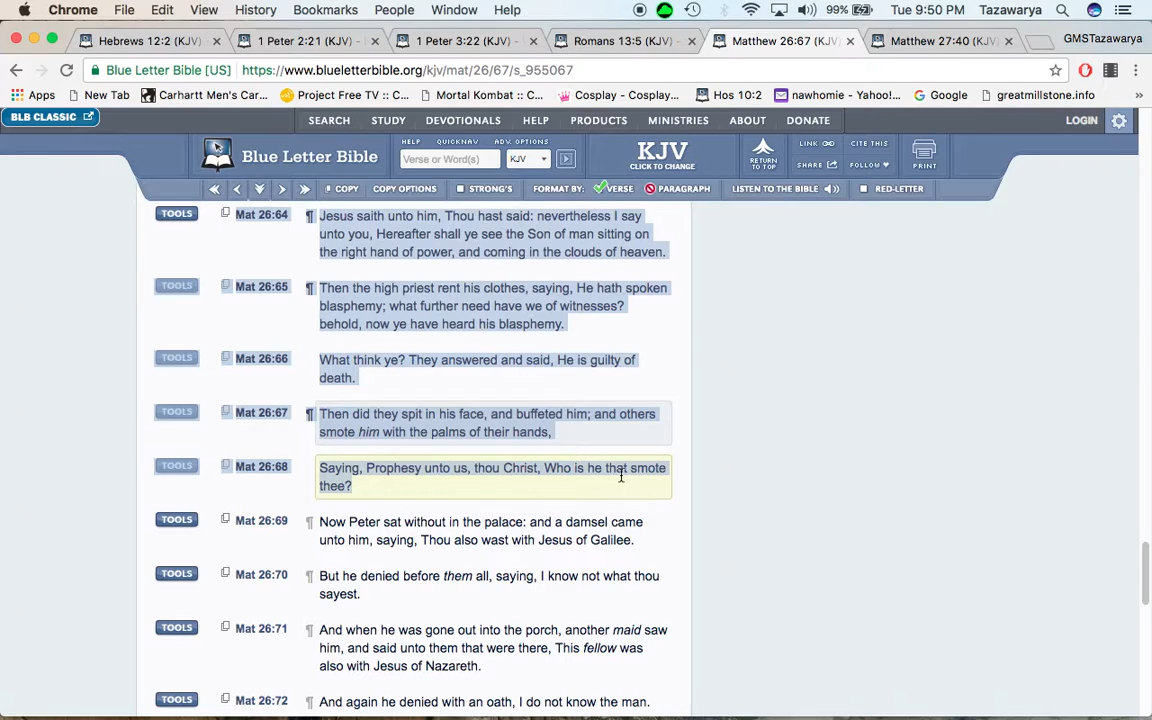 Chrome File Edit View History Bookmarks People Window Help 99% Tue 9:50 PM Tazawarya
Hebrews 12:2 (KJV) 1 Peter 2:21 (KJV) - 1 Peter 3:22 (KJV) - Romans 13:5 (KJV) - Matthew 26:67 (KJV) Matthew 27:40 (KJV) GMSTazawarya
Blue Letter Bible [US] https://www.blueletterbible.org/kjv/mat/26/67/s_955067
Apps New Tab Carhartt Men's Car... Project Free TV :: C... Mortal Kombat :: C... Cosplay - Cosplay... Hos 10:2 nawhomie - Yahoo!... Google greatmillstone.info »
BLB CLASSIC SEARCH STUDY DEVOTIONALS HELP PRODUCTS MINISTRIES ABOUT DONATE LOGIN
HELP QUICKNAV ADV. OPTIONS
Blue Letter Bible Verse or Word(s) KJV
KJV
CLICK TO CHANGE
RETURN
TO TOP
LINK CITE THIS
SHARE FOLLOW
PRINT
COPY COPY OPTIONS STRONG'S FORMAT BY: VERSE PARAGRAPH LISTEN TO THE BIBLE RED-LETTER
TOOLS Mat 26:64 ¶ Jesus saith unto him, Thou hast said: nevertheless I say
unto you, Hereafter shall ye see the Son of man sitting on
the right hand of power, and coming in the clouds of heaven.
TOOLS Mat 26:65 ¶ Then the high priest rent his clothes, saying, He hath spoken
blasphemy; what further need have we of witnesses?
behold, now ye have heard his blasphemy.
TOOLS Mat 26:66 What think ye? They answered and said, He is guilty of
death.
TOOLS Mat 26:67 ¶ Then did they spit in his face, and buffeted him; and others
smote him with the palms of their hands,
TOOLS Mat 26:68 Saying, Prophesy unto us, thou Christ, Who is he that smote
thee?
TOOLS Mat 26:69 ¶ Now Peter sat without in the palace: and a damsel came
unto him, saying, Thou also wast with Jesus of Galilee.
TOOLS Mat 26:70 ¶ But he denied before them all, saying, I know not what thou
sayest.
TOOLS Mat 26:71 ¶ And when he was gone out into the porch, another maid saw
him, and said unto them that were there, This fellow was
also with Jesus of Nazareth.
TOOLS Mat 26:72 ¶ And again he denied with an oath, I do not know the man.